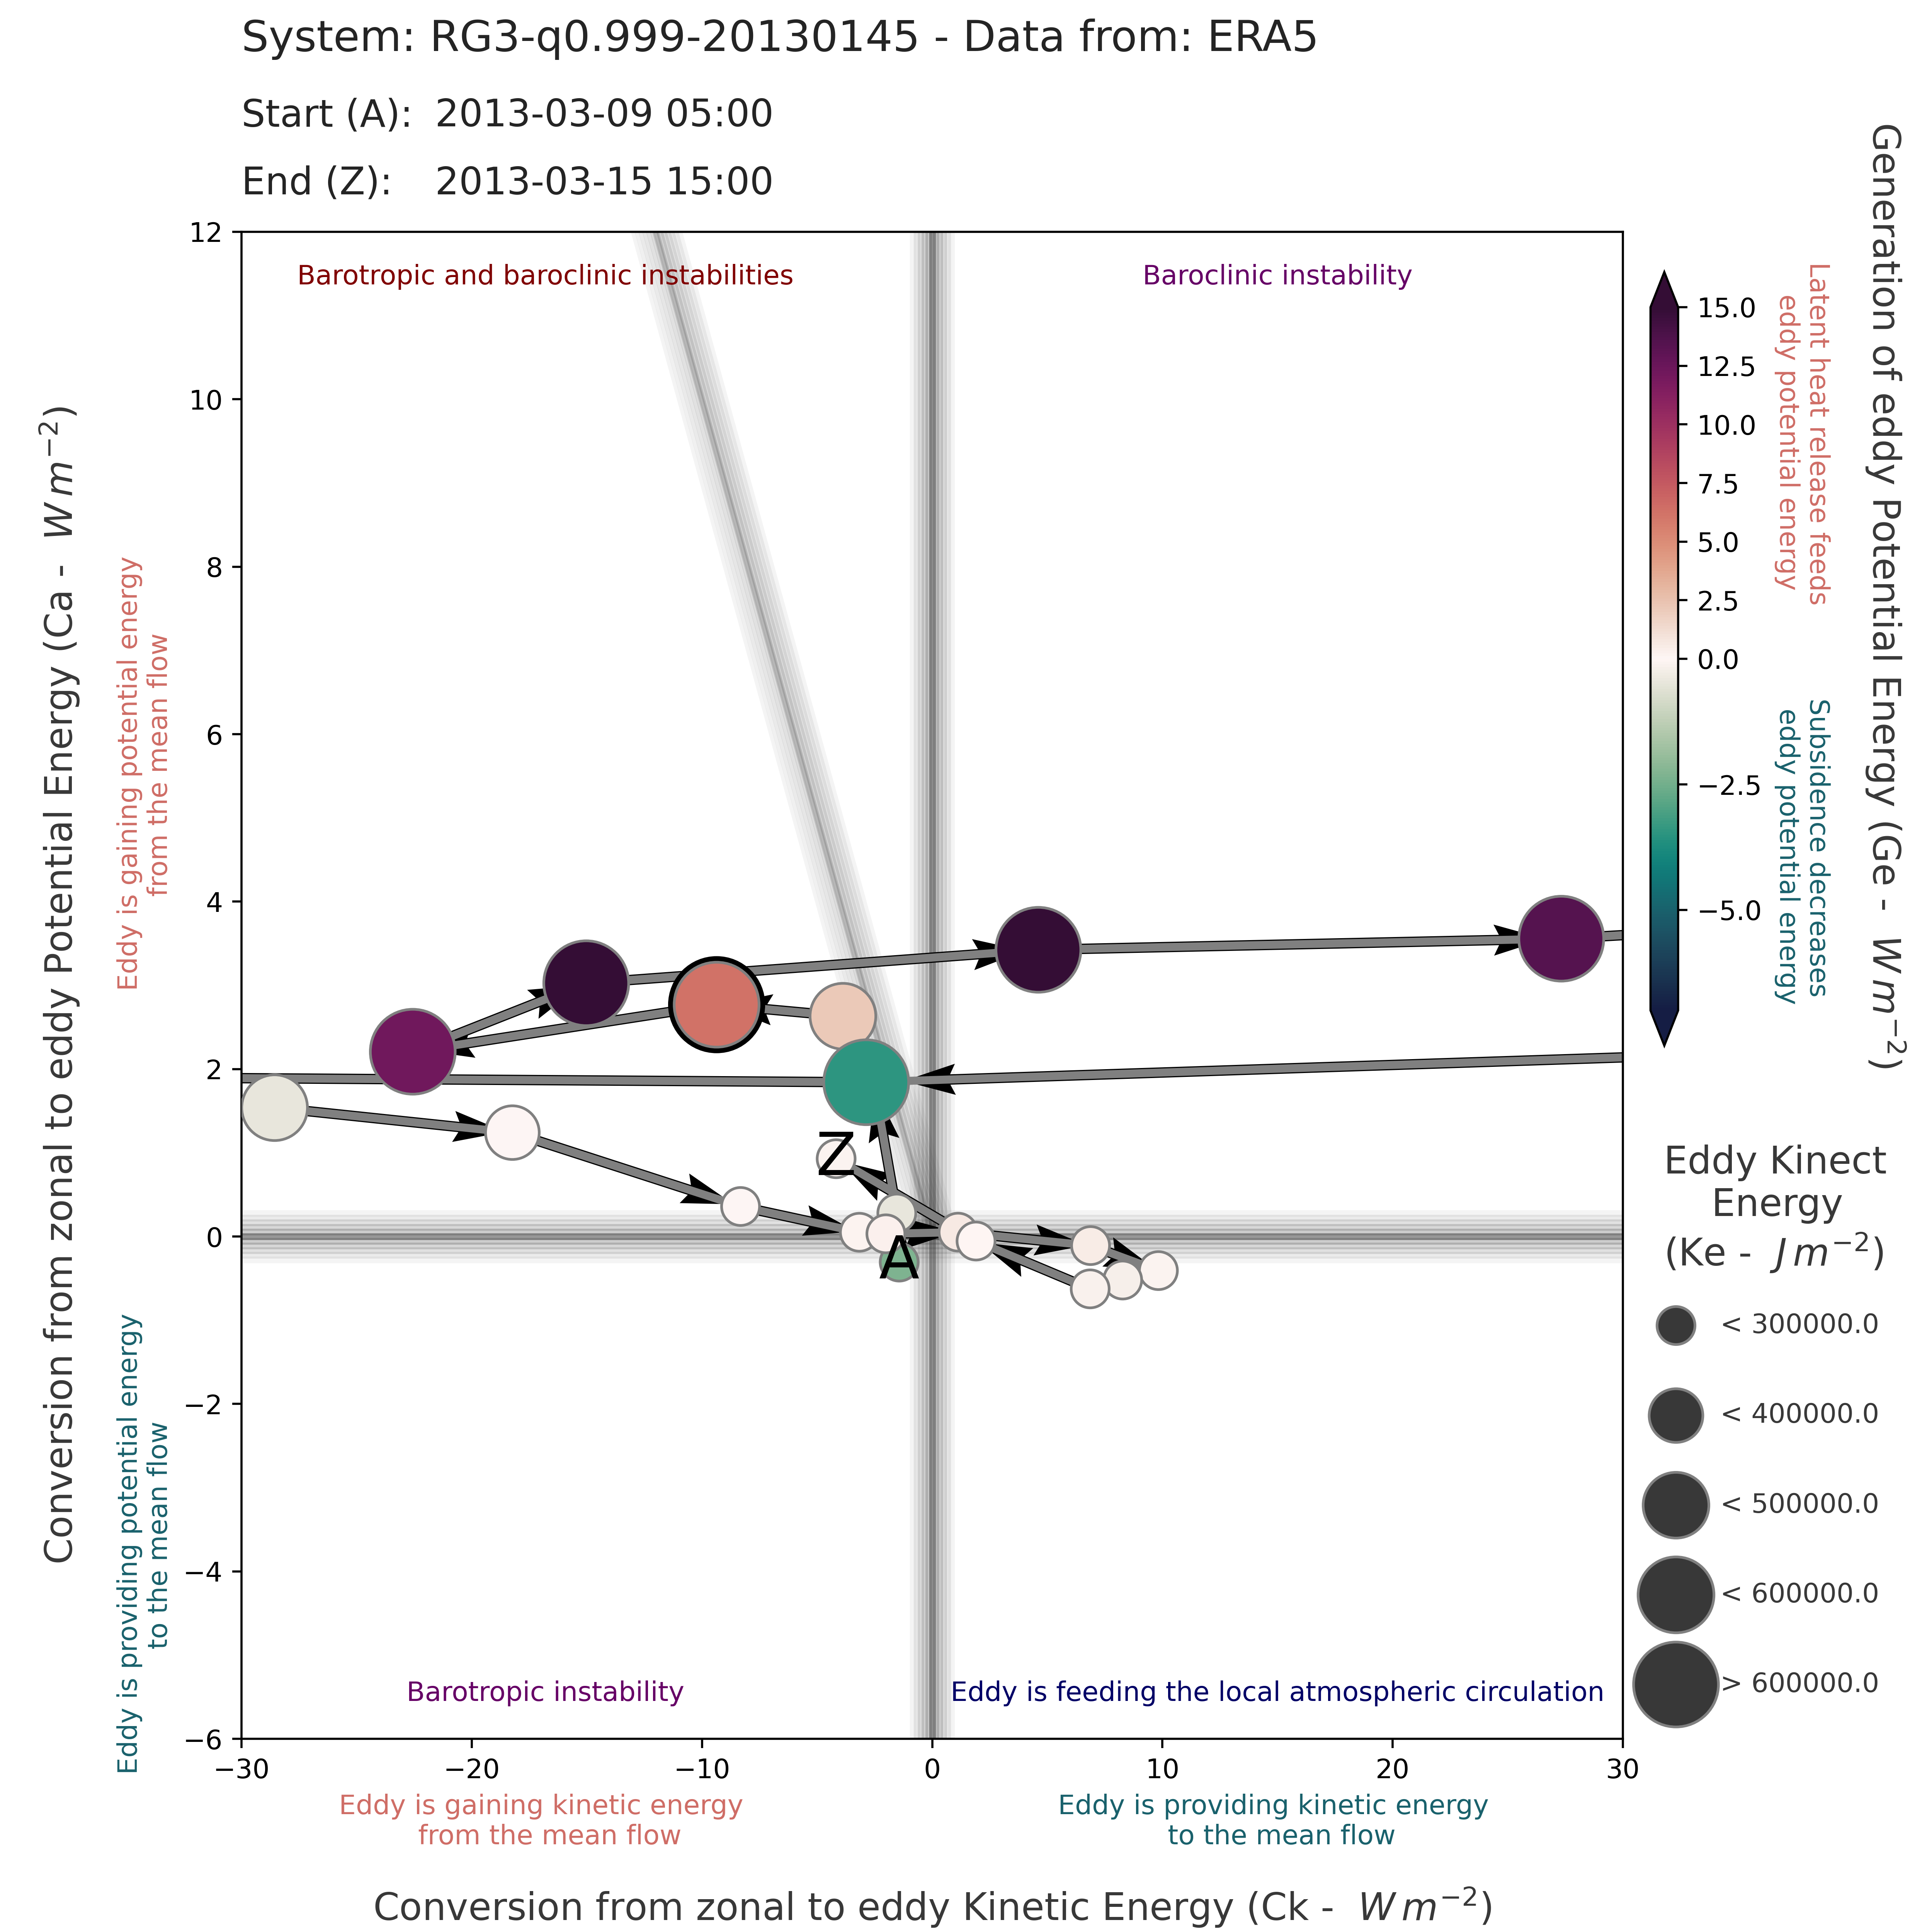 System: RG3-q0.999-20130145 - Data from: ERA5
Start (A): 2013-03-09 05:00
End (Z): 2013-03-15 15:00
Conversion from zonal to eddy Potential Energy (Ca - W m⁻²)
Eddy is gaining potential energy
from the mean flow
Eddy is providing potential energy
to the mean flow
12
10
8
6
4
2
0
−2
−4
−6
Barotropic and baroclinic instabilities
Baroclinic instability
Z
A
Barotropic instability
Eddy is feeding the local atmospheric circulation
−30
−20
−10
0
10
20
30
Eddy is gaining kinetic energy
from the mean flow
Eddy is providing kinetic energy
to the mean flow
Conversion from zonal to eddy Kinetic Energy (Ck - W m⁻²)
15.0
12.5
10.0
7.5
5.0
2.5
0.0
−2.5
−5.0
Latent heat release feeds
eddy potential energy
Subsidence decreases
eddy potential energy
Generation of eddy Potential Energy (Ge - W m⁻²)
Eddy Kinect
Energy
(Ke - J m⁻²)
< 300000.0
< 400000.0
< 500000.0
< 600000.0
> 600000.0